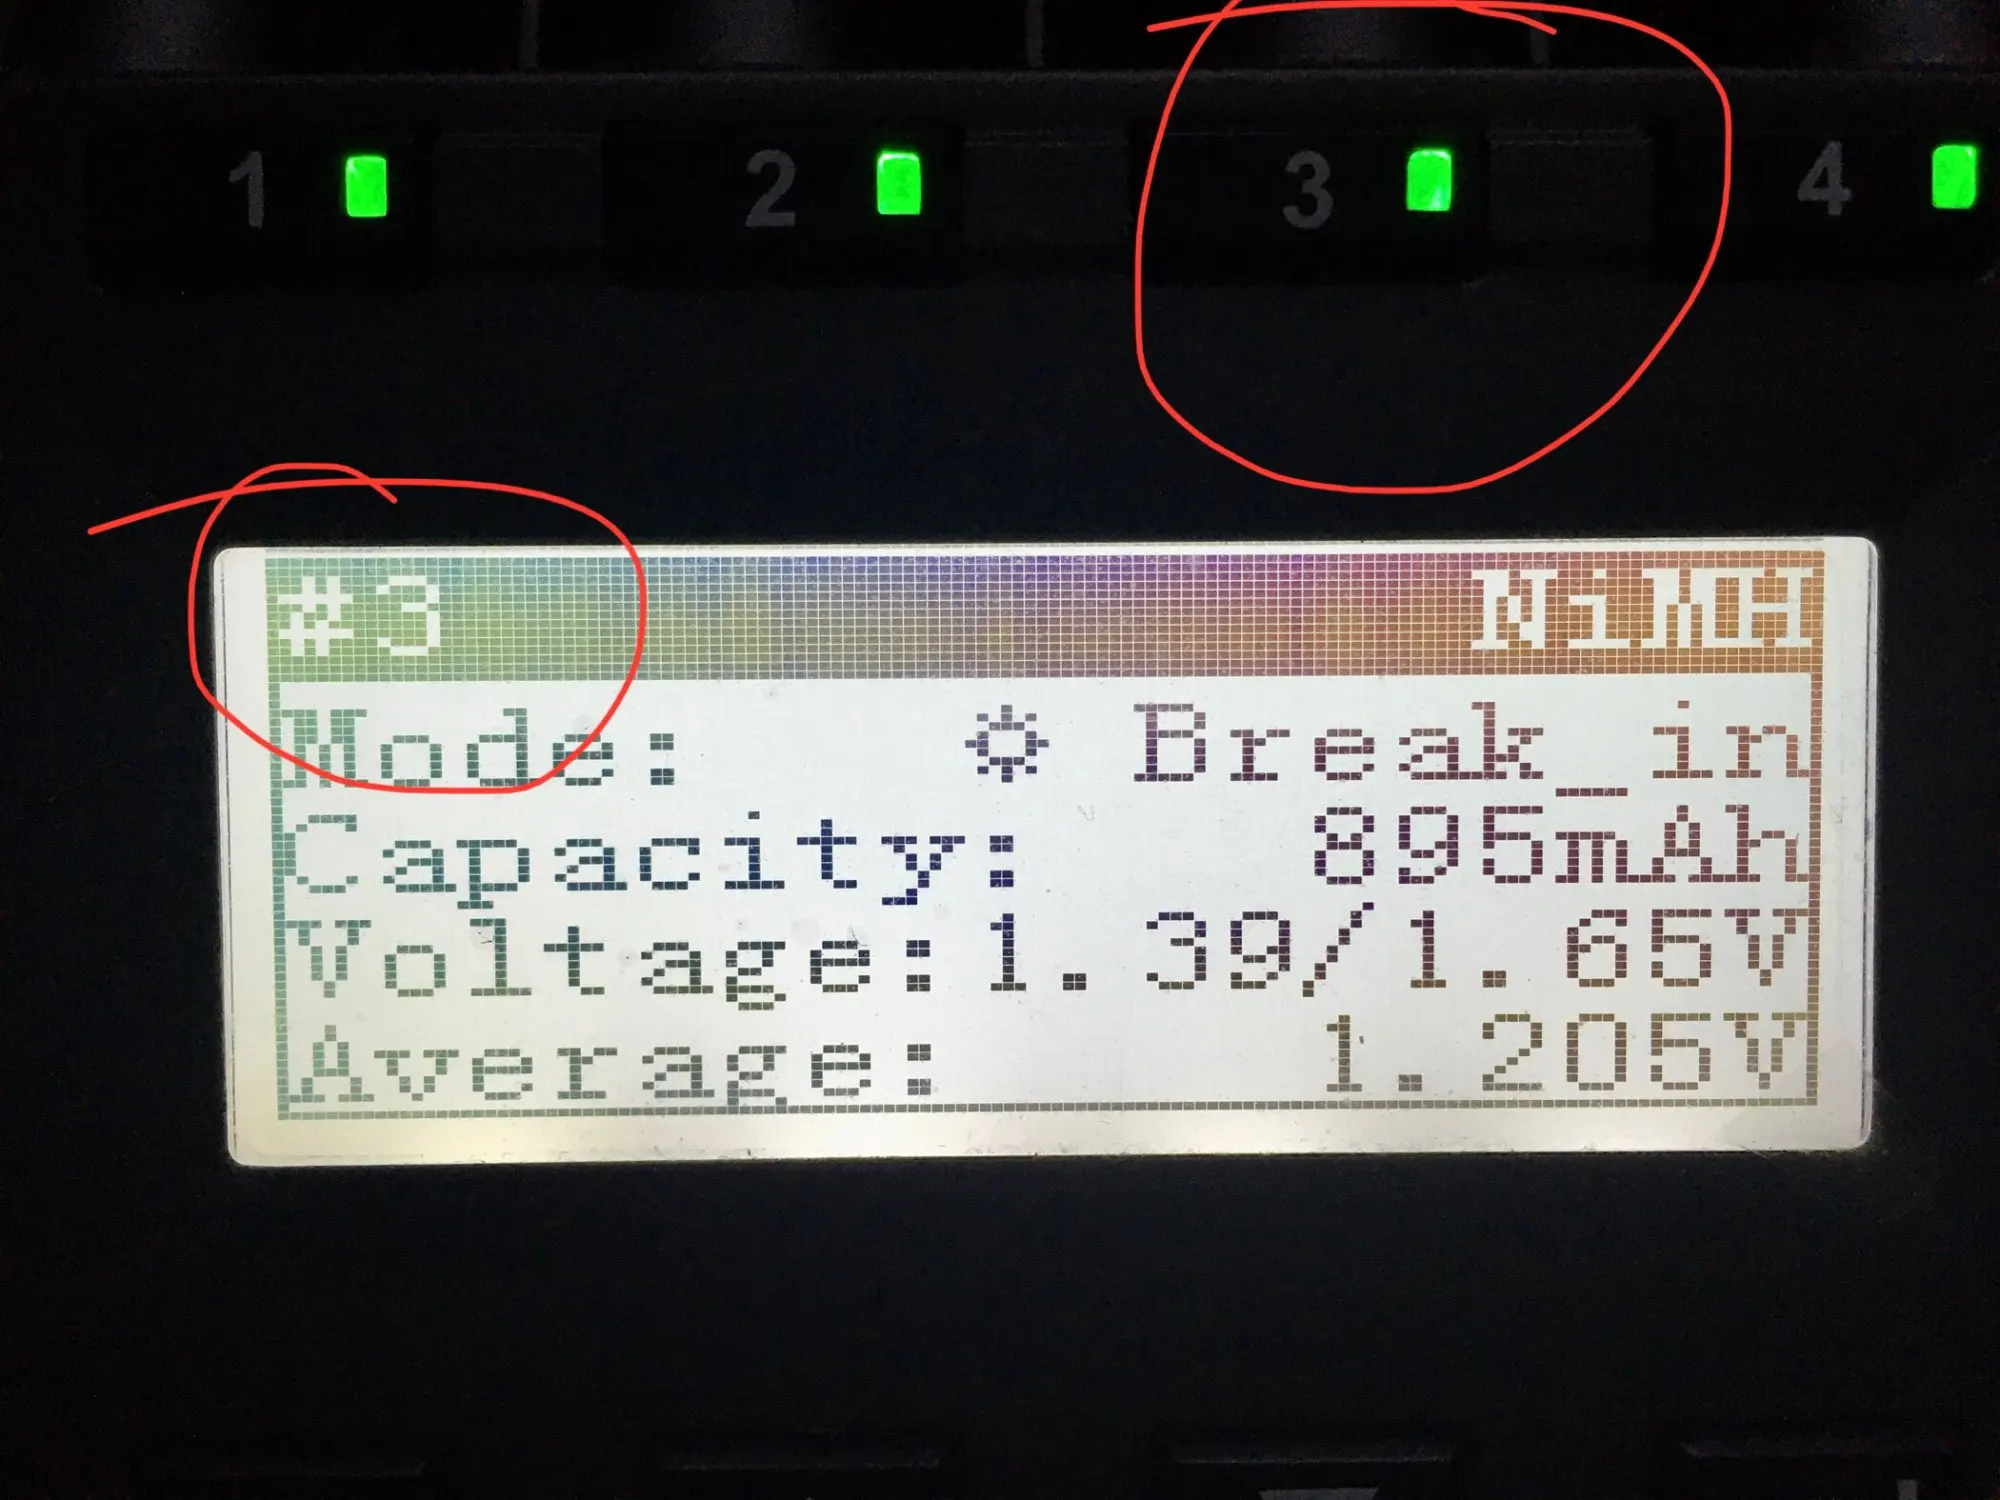 1 2 3 4
#3 NiMH
Mode: Break_in
Capacity: 895mAh
Voltage:1.39/1.65V
Average: 1.205V